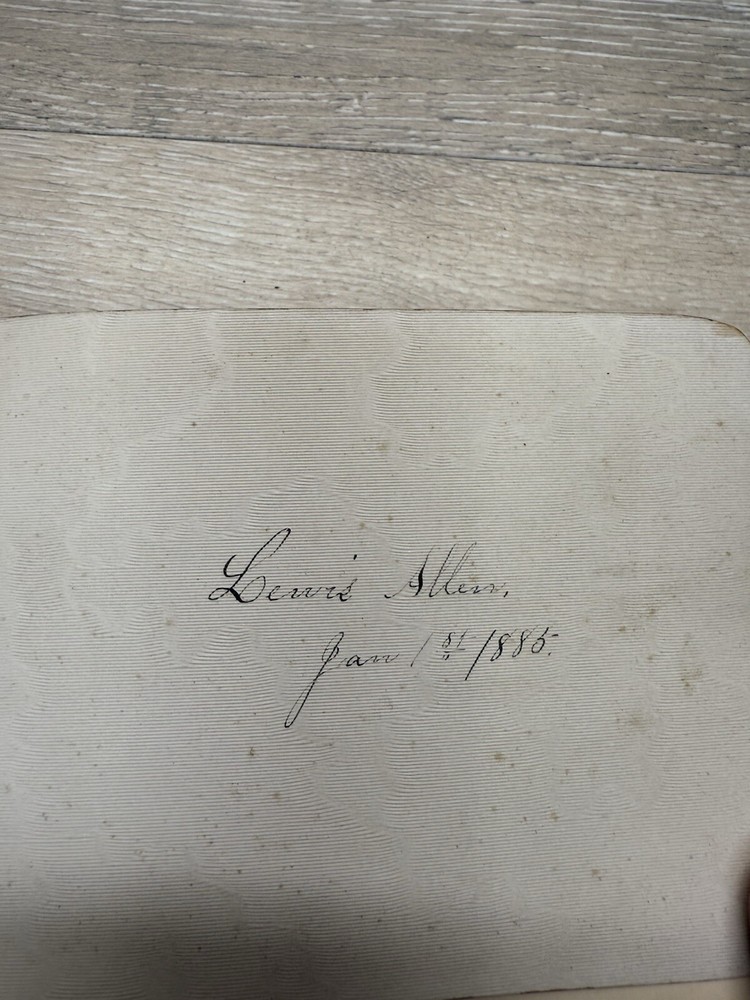 Lewis Allen.
Jan 1st 1885.